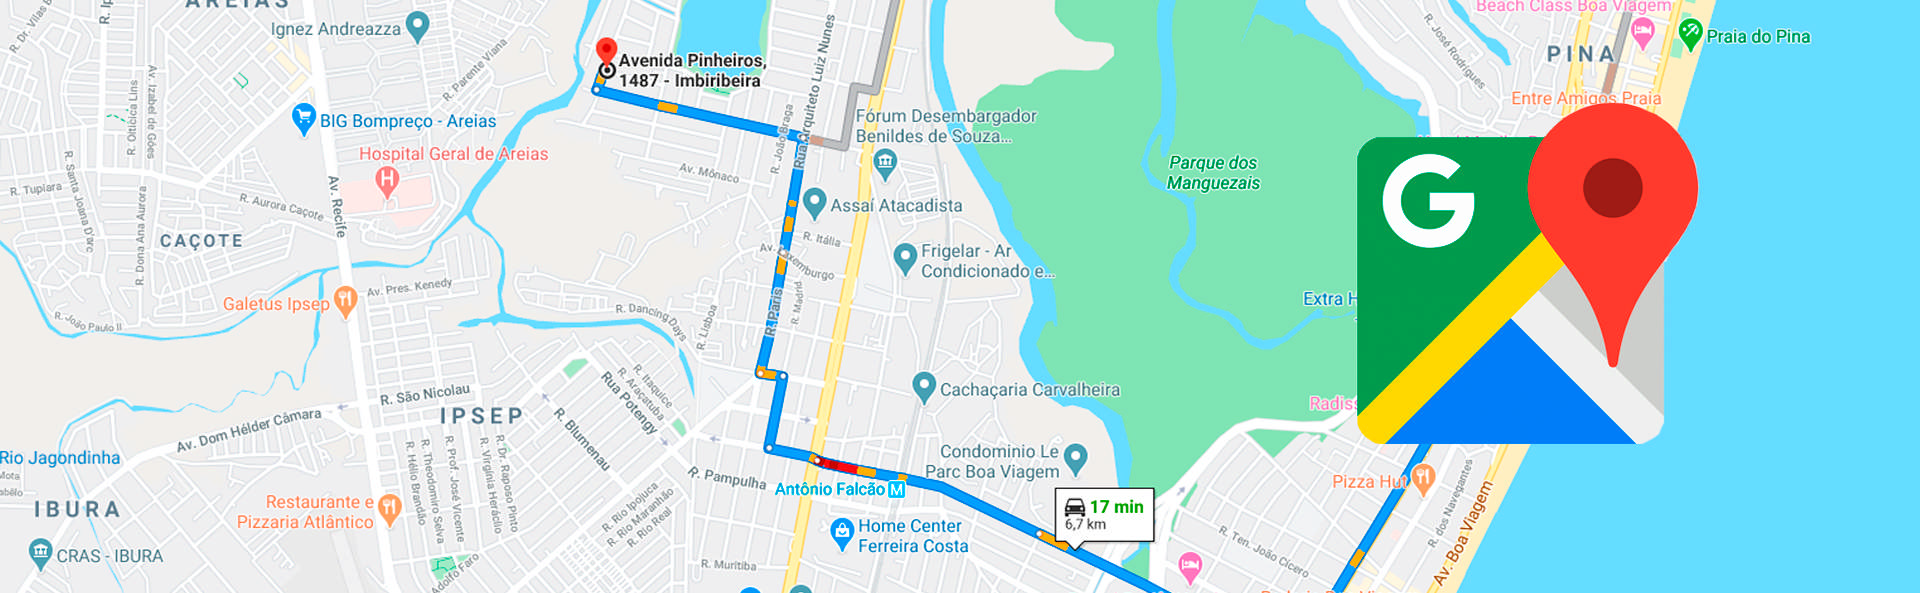 AREIAS
Ignez Andreazza
R. Parente Viana
Av. Izabel de Góes
R. Oiticica Lins
BIG Bompreço - Areias
Hospital Geral de Areias
R. Tupiara
R. Santa Joana D'arc
R. Dona Ana Aurora
R. Aurora Caçote
Av. Recife
CAÇOTE
Av. Pres. Kenedy
Galetus Ipsep
R. João Paulo II
Avenida Pinheiros,
1487 - Imbiribeira
Rua Arquiteto Luiz Nunes
R. João Braga
Av. Mônaco
Fórum Desembargador
Benildes de Souza...
Assaí Atacadista
R. Itália
Av. Luxemburgo
Frigelar - Ar
Condicionado e...
R. Madrid
R. Paris
R. Lisboa
R. Dancing Days
Parque dos
Manguezais
Beach Class Boa Viagem
Praia do Pina
PINA
R. José Rodrigues
Entre Amigos Praia
G
Extra H
Radiss
R. São Nicolau
IPSEP
Av. Dom Hélder Câmara
Rua Potengy
R. Itaquice
R. Araçatuba
R. Blumenau
Cachaçaria Carvalheira
Condominio Le
Parc Boa Viagem
R. Pampulha
Antônio Falcão M
17 min
6,7 km
Home Center
Ferreira Costa
Pizza Hut
R. dos Navegantes
Av. Boa Viagem
R. Ten. João Cícero
Rio Jagondinha
IBURA
CRAS - IBURA
Restaurante e
Pizzaria Atlântico
R. Hélio Brandão
R. Theodomiro Selva
R. Prof. José Vicente
R. Virgínia Heráclio
R. Dr. Raposo Pinto
Adolfo Faro
R. Rio Ipojuca
R. Rio Maranhão
R. Rio Real
R. Muritiba